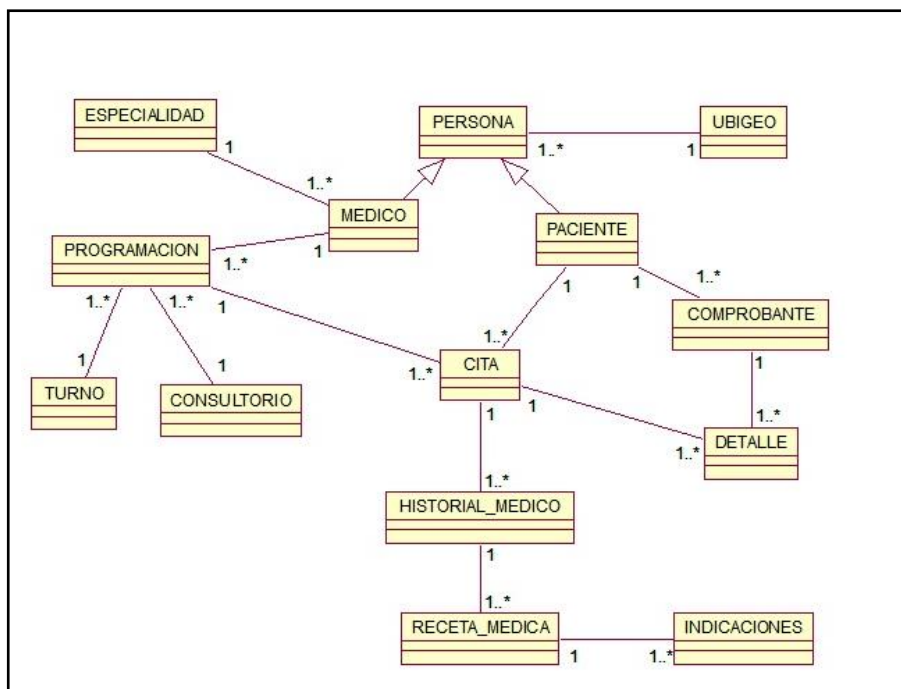 ESPECIALIDAD
PERSONA
UBIGEO
1
1..*
1
1..*
MEDICO
PACIENTE
PROGRAMACION
1..*
1
1
1
1..*
1..*
1..*
1
COMPROBANTE
1..*
1
1
1..*
CITA
1
TURNO
CONSULTORIO
1
1
1..*
DETALLE
1..*
1..*
HISTORIAL_MEDICO
1
1..*
RECETA_MEDICA
INDICACIONES
1
1..*